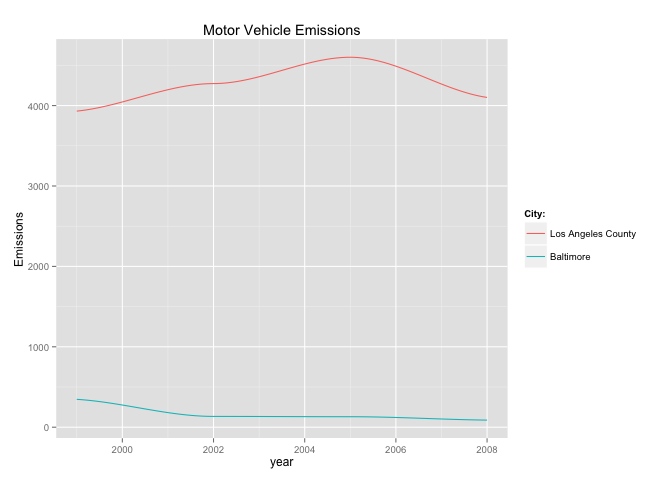 Motor Vehicle Emissions
Emissions
4000
3000
2000
1000
0
2000
2002
2004
2006
2008
year
City:
Los Angeles County
Baltimore